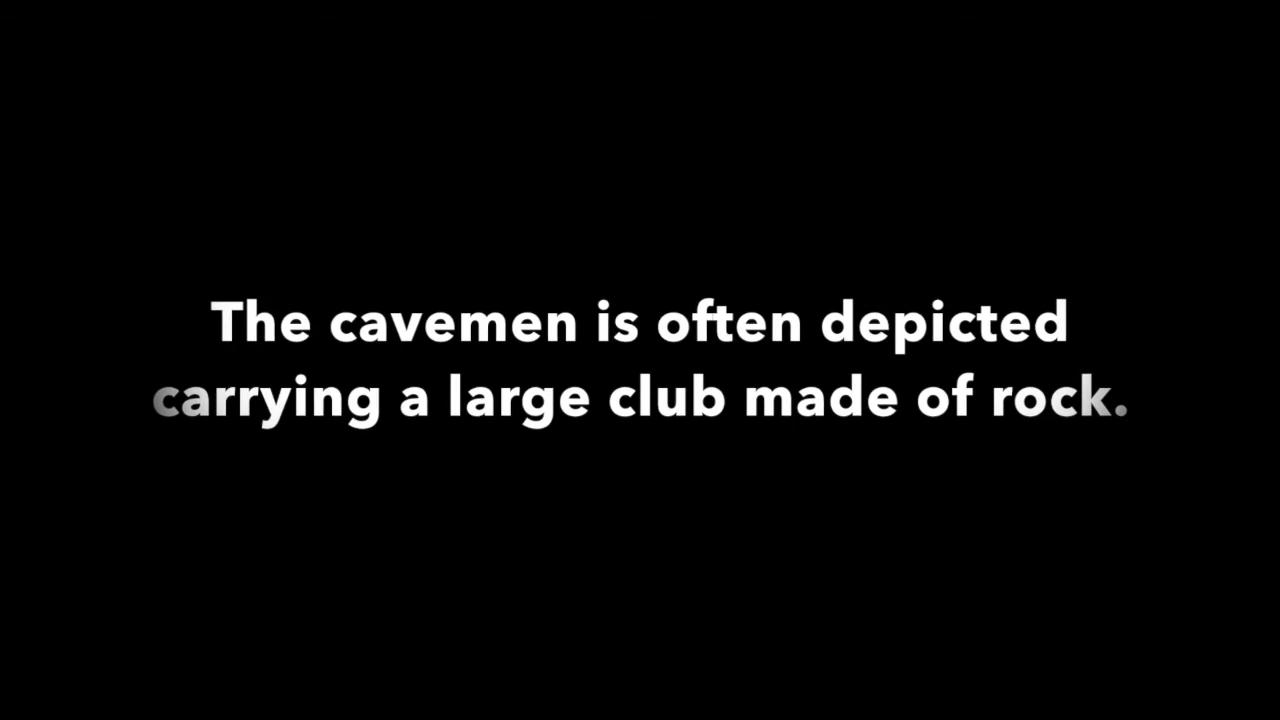 The cavemen is often depicted
carrying a large club made of rock.